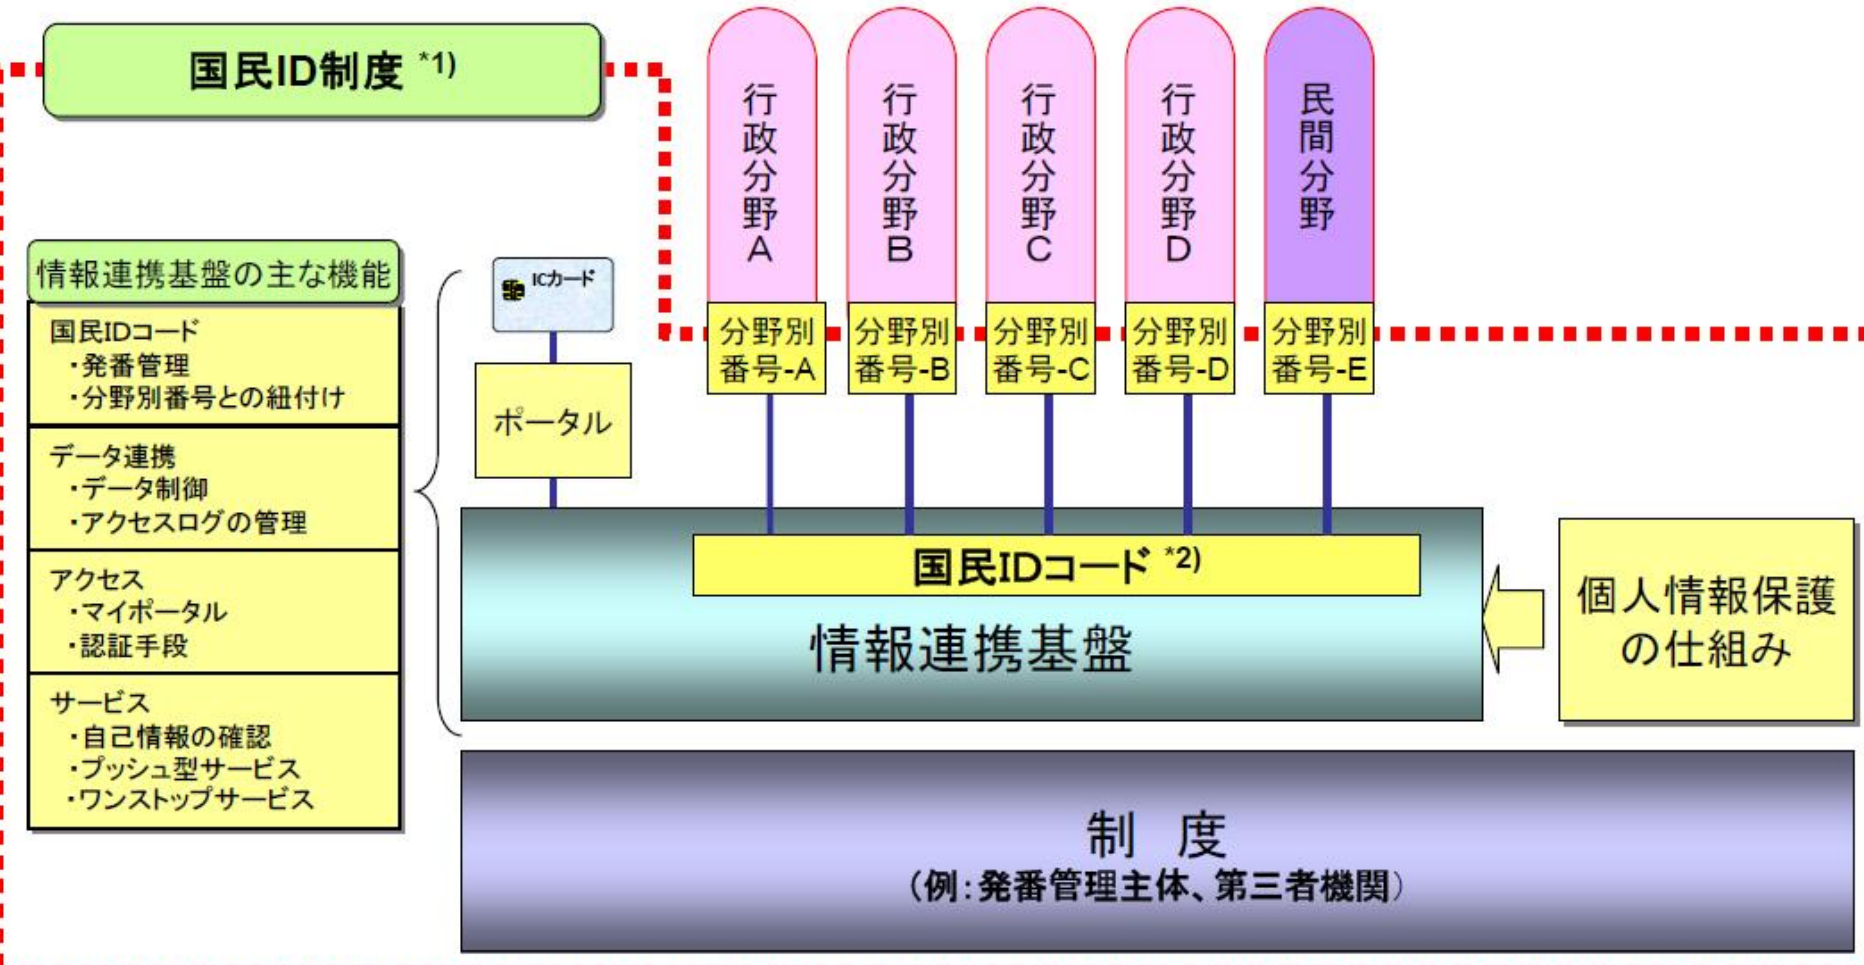 国民ID制度 *1)
行政分野A
行政分野B
行政分野C
行政分野D
民間分野
分野別
番号-A
分野別
番号-B
分野別
番号-C
分野別
番号-D
分野別
番号-E
情報連携基盤の主な機能
国民IDコード
・発番管理
・分野別番号との紐付け
データ連携
・データ制御
・アクセスログの管理
アクセス
・マイポータル
・認証手段
サービス
・自己情報の確認
・プッシュ型サービス
・ワンストップサービス
ICカード
ポータル
国民IDコード *2)
情報連携基盤
個人情報保護
の仕組み
制 度
（例：発番管理主体、第三者機関）